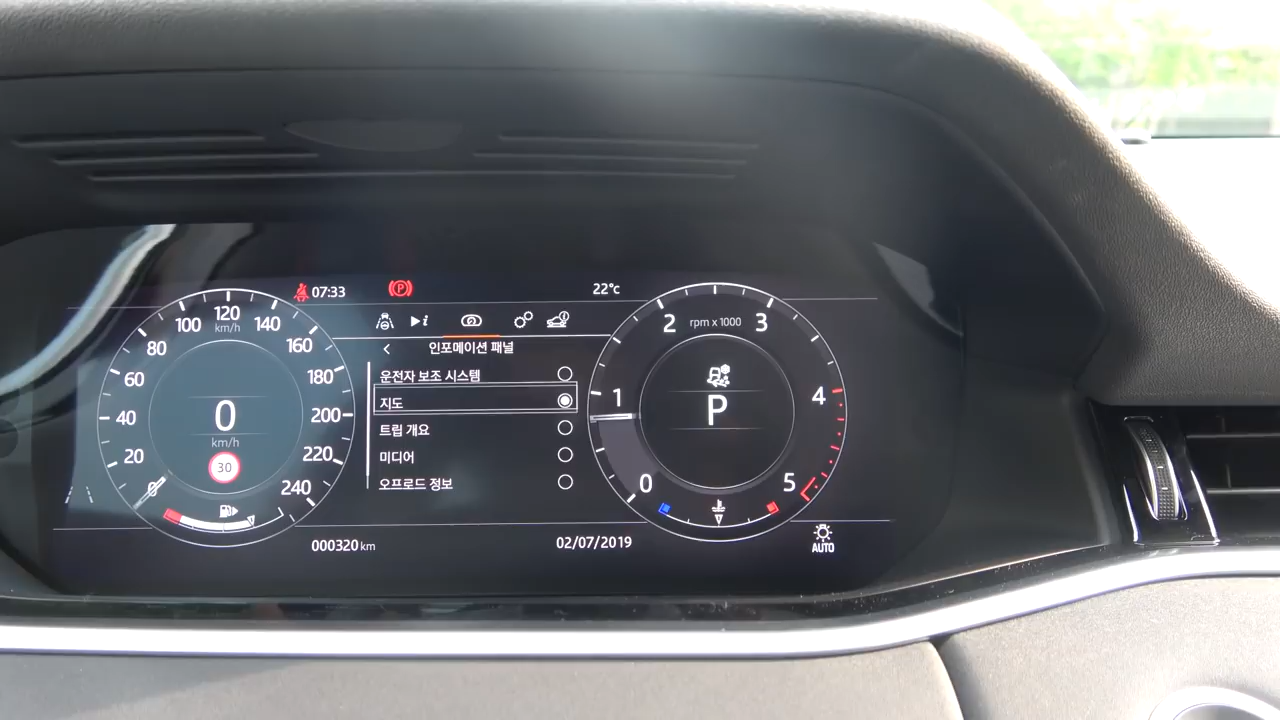 07:33
P
22°c
i
인포메이션 패널
운전자 보조 시스템
지도
트립 개요
미디어
오프로드 정보
0
20
40
60
80
100
120
140
160
180
200
220
240
km/h
0
km/h
30
0
1
2
3
4
5
rpm x 1000
P
000320 km
02/07/2019
AUTO